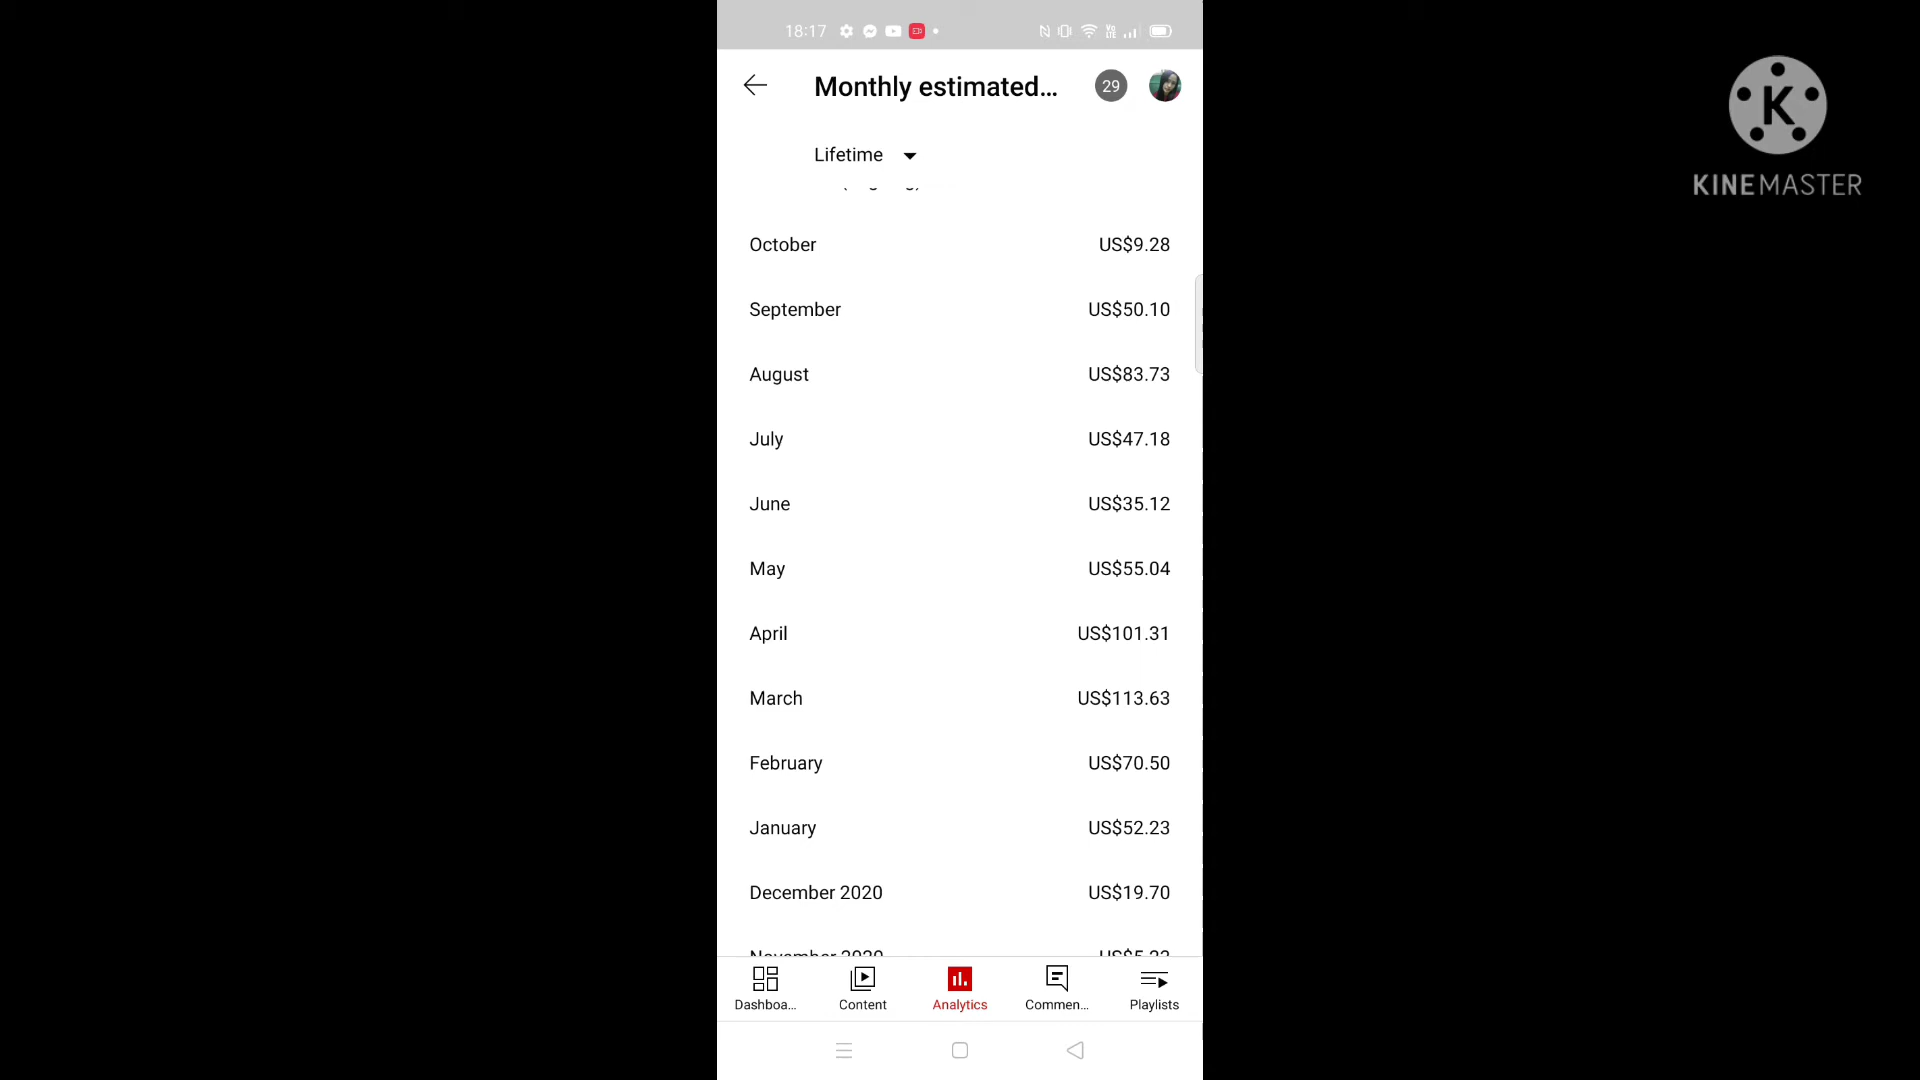 18:17
Monthly estimated...
29
Lifetime
October US$9.28
September US$50.10
August US$83.73
July US$47.18
June US$35.12
May US$55.04
April US$101.31
March US$113.63
February US$70.50
January US$52.23
December 2020 US$19.70
November 2020
Dashboa... Content Analytics Commen... Playlists
K
KINEMASTER